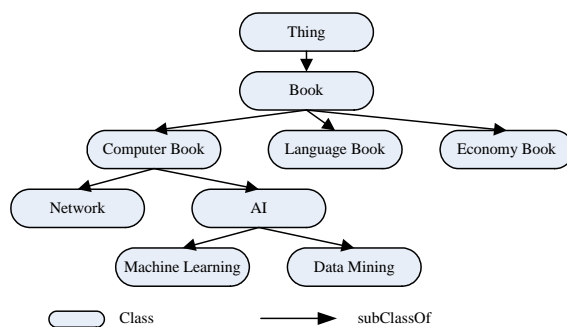 Thing
Book
Computer Book
Language Book
Economy Book
Network
AI
Machine Learning
Data Mining
Class
subClassOf